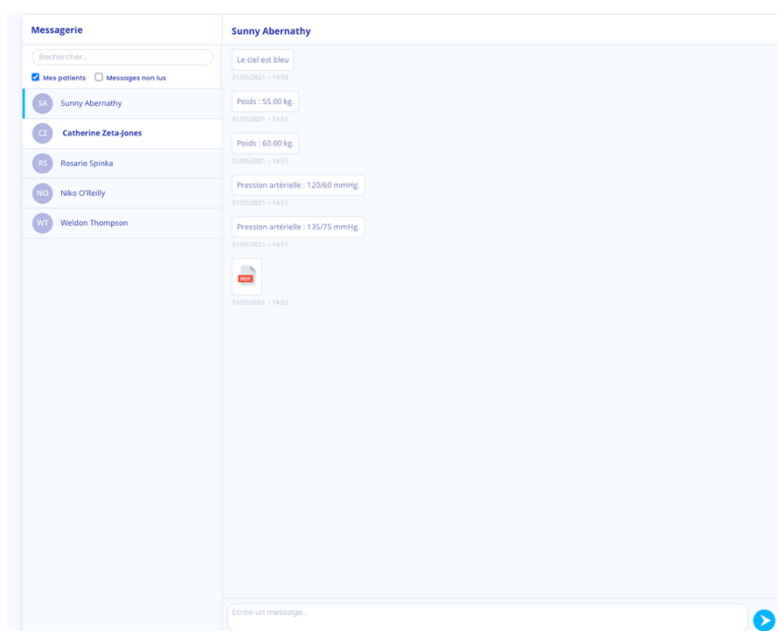 Messagerie
Rechercher...
Mes patients
Messages non lus
SA
Sunny Abernathy
CZ
Catherine Zeta-Jones
RS
Rosario Spinka
NO
Niko O'Reilly
WT
Weldon Thompson
Sunny Abernathy
Le ciel est bleu
31/05/2021 – 14:50
Poids : 55.00 kg.
31/05/2021 – 14:51
Poids : 60.00 kg.
31/05/2021 – 14:51
Pression artérielle : 120/60 mmHg.
31/05/2021 – 14:51
Pression artérielle : 135/75 mmHg.
31/05/2021 – 14:51
PDF
31/05/2021 – 14:52
Ecrire un message...